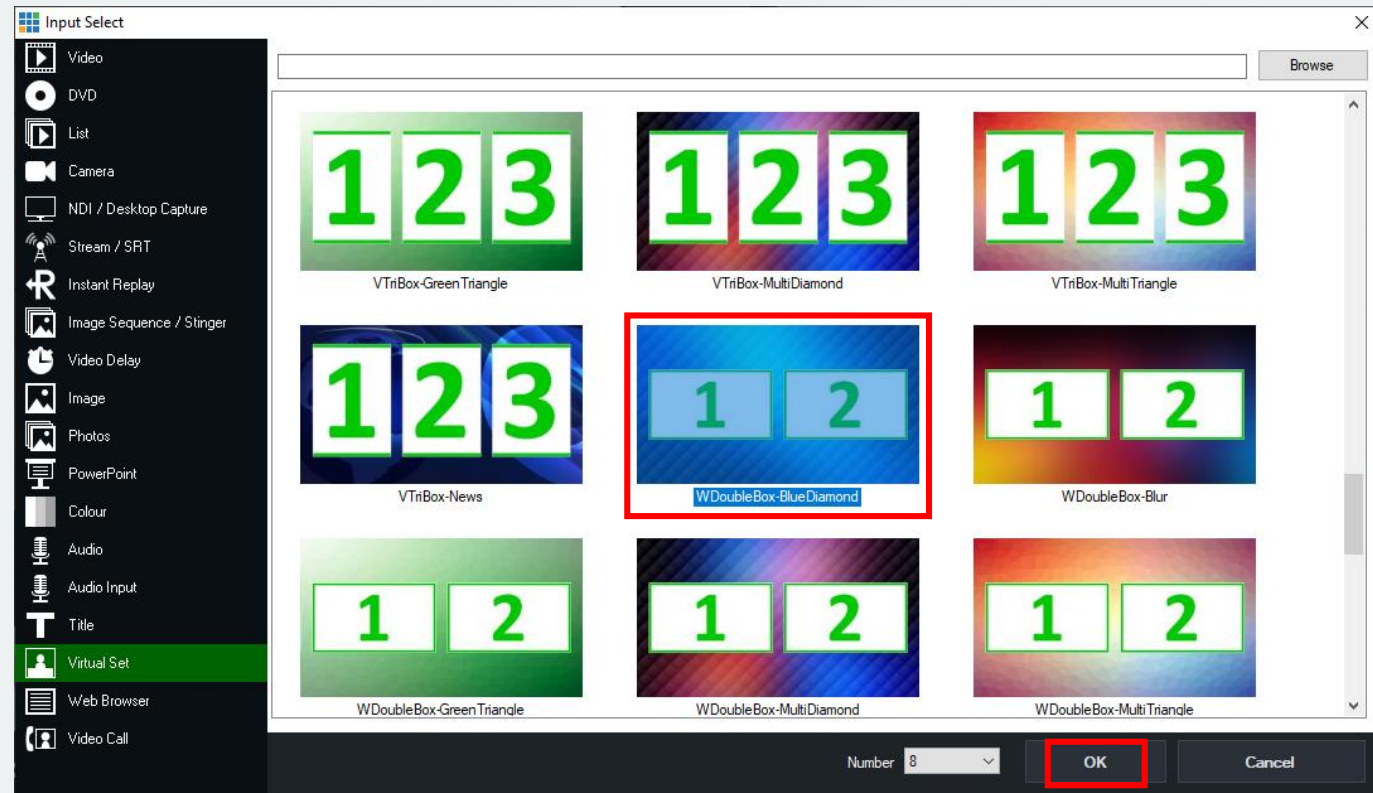 Input Select
Video
DVD
List
Camera
NDI / Desktop Capture
Stream / SRT
Instant Replay
Image Sequence / Stinger
Video Delay
Image
Photos
PowerPoint
Colour
Audio
Audio Input
Title
Virtual Set
Web Browser
Video Call
Browse
1 2 3
1 2 3
1 2 3
VTriBox-GreenTriangle
VTriBox-MultiDiamond
VTriBox-MultiTriangle
1 2 3
1 2
1 2
VTriBox-News
WDoubleBox-BlueDiamond
WDoubleBox-Blur
1 2
1 2
1 2
WDoubleBox-GreenTriangle
WDoubleBox-MultiDiamond
WDoubleBox-MultiTriangle
Number 8
OK
Cancel